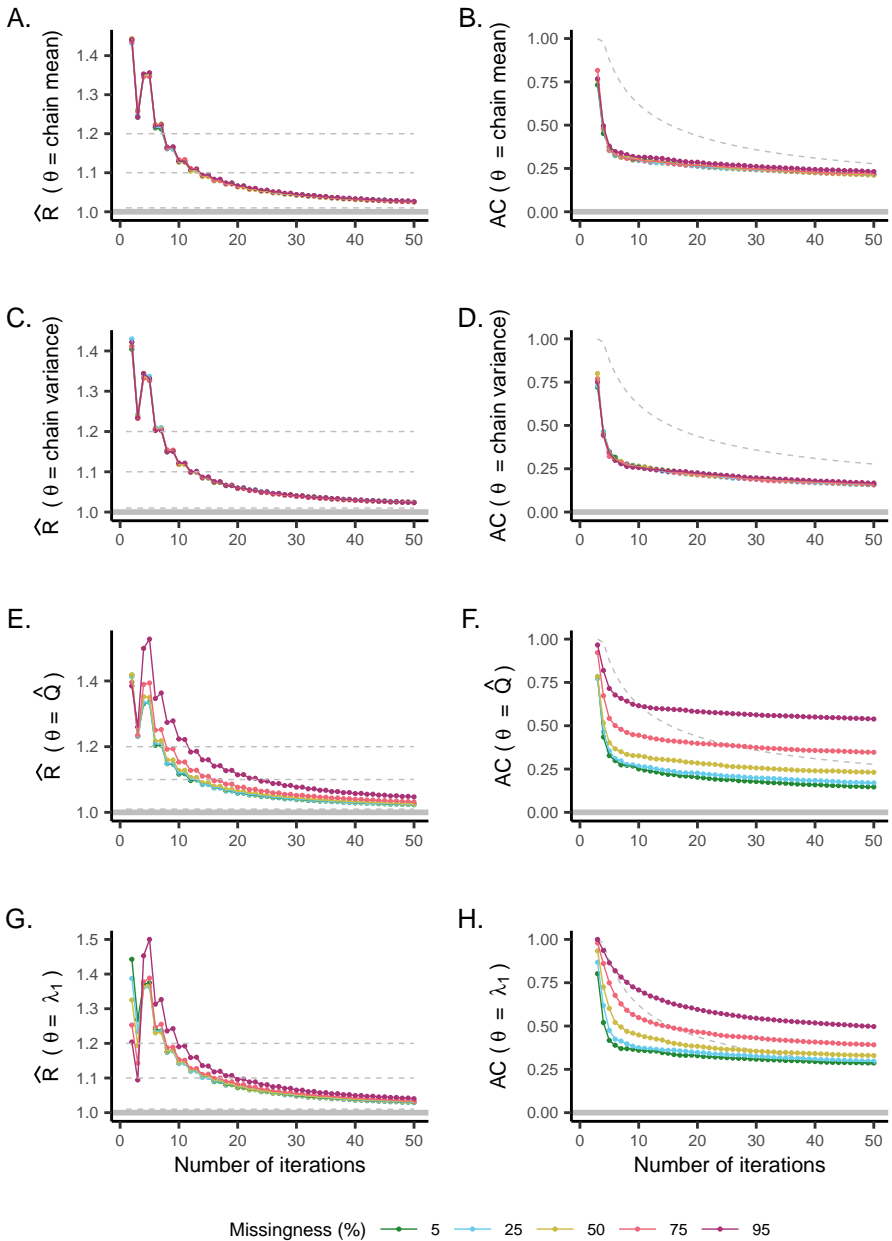 A.
R̂ ( θ = chain mean)
1.4
1.3
1.2
1.1
1.0
0 10 20 30 40 50
B.
AC ( θ = chain mean)
1.00
0.75
0.50
0.25
0.00
0 10 20 30 40 50
C.
R̂ ( θ = chain variance)
1.4
1.3
1.2
1.1
1.0
0 10 20 30 40 50
D.
AC ( θ = chain variance)
1.00
0.75
0.50
0.25
0.00
0 10 20 30 40 50
E.
R̂ ( θ = Q̂ )
1.4
1.2
1.0
0 10 20 30 40 50
F.
AC ( θ = Q̂ )
1.00
0.75
0.50
0.25
0.00
0 10 20 30 40 50
G.
R̂ ( θ = λ₁ )
1.5
1.4
1.3
1.2
1.1
1.0
0 10 20 30 40 50
Number of iterations
H.
AC ( θ = λ₁ )
1.00
0.75
0.50
0.25
0.00
0 10 20 30 40 50
Number of iterations
Missingness (%) 5 25 50 75 95